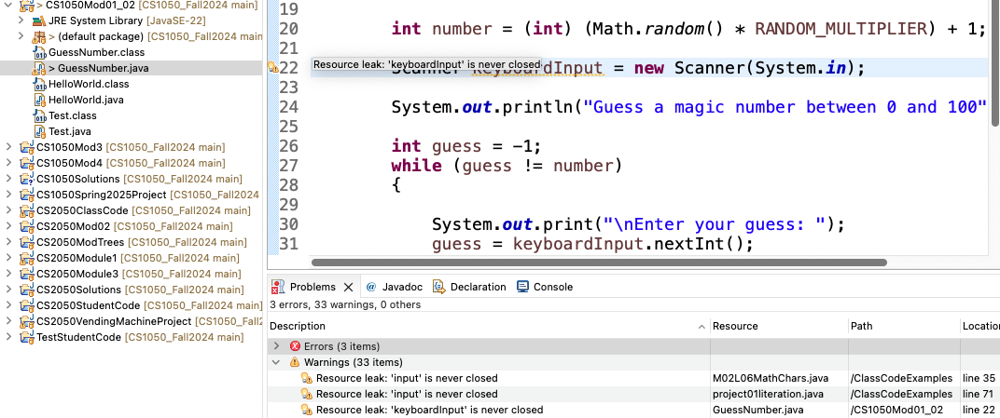 > CS1050Mod01_02 [CS1050_Fall2024 main]
JRE System Library [JavaSE-22]
> (default package) [CS1050_Fall2024 main
GuessNumber.class
> GuessNumber.java
HelloWorld.class
HelloWorld.java
Test.class
Test.java
CS1050Mod3 [CS1050_Fall2024 main]
CS1050Mod4 [CS1050_Fall2024 main]
CS1050Solutions [CS1050_Fall2024 main]
CS1050Spring2025Project [CS1050_Fall2024
CS2050ClassCode [CS1050_Fall2024 main]
CS2050Mod02 [CS1050_Fall2024 main]
CS2050ModTrees [CS1050_Fall2024 main]
CS2050Module1 [CS1050_Fall2024 main]
CS2050Module3 [CS1050_Fall2024 main]
CS2050Solutions [CS1050_Fall2024 main]
CS2050StudentCode [CS1050_Fall2024 main]
CS2050VendingMachineProject [CS1050_Fall2
TestStudentCode [CS1050_Fall2024 main]
19
20 int number = (int) (Math.random() * RANDOM_MULTIPLIER) + 1;
21
Resource leak: 'keyboardInput' is never closed
22 Scanner keyboardInput = new Scanner(System.in);
23
24 System.out.println("Guess a magic number between 0 and 100"
25
26 int guess = -1;
27 while (guess != number)
28 {
29
30 System.out.print("\nEnter your guess: ");
31 guess = keyboardInput.nextInt();
Problems @ Javadoc Declaration Console
3 errors, 33 warnings, 0 others
Description Resource Path Location
Errors (3 items)
Warnings (33 items)
Resource leak: 'input' is never closed M02L06MathChars.java /ClassCodeExamples line 35
Resource leak: 'input' is never closed project01Iiteration.java /ClassCodeExamples line 71
Resource leak: 'keyboardInput' is never closed GuessNumber.java /CS1050Mod01_02 line 22